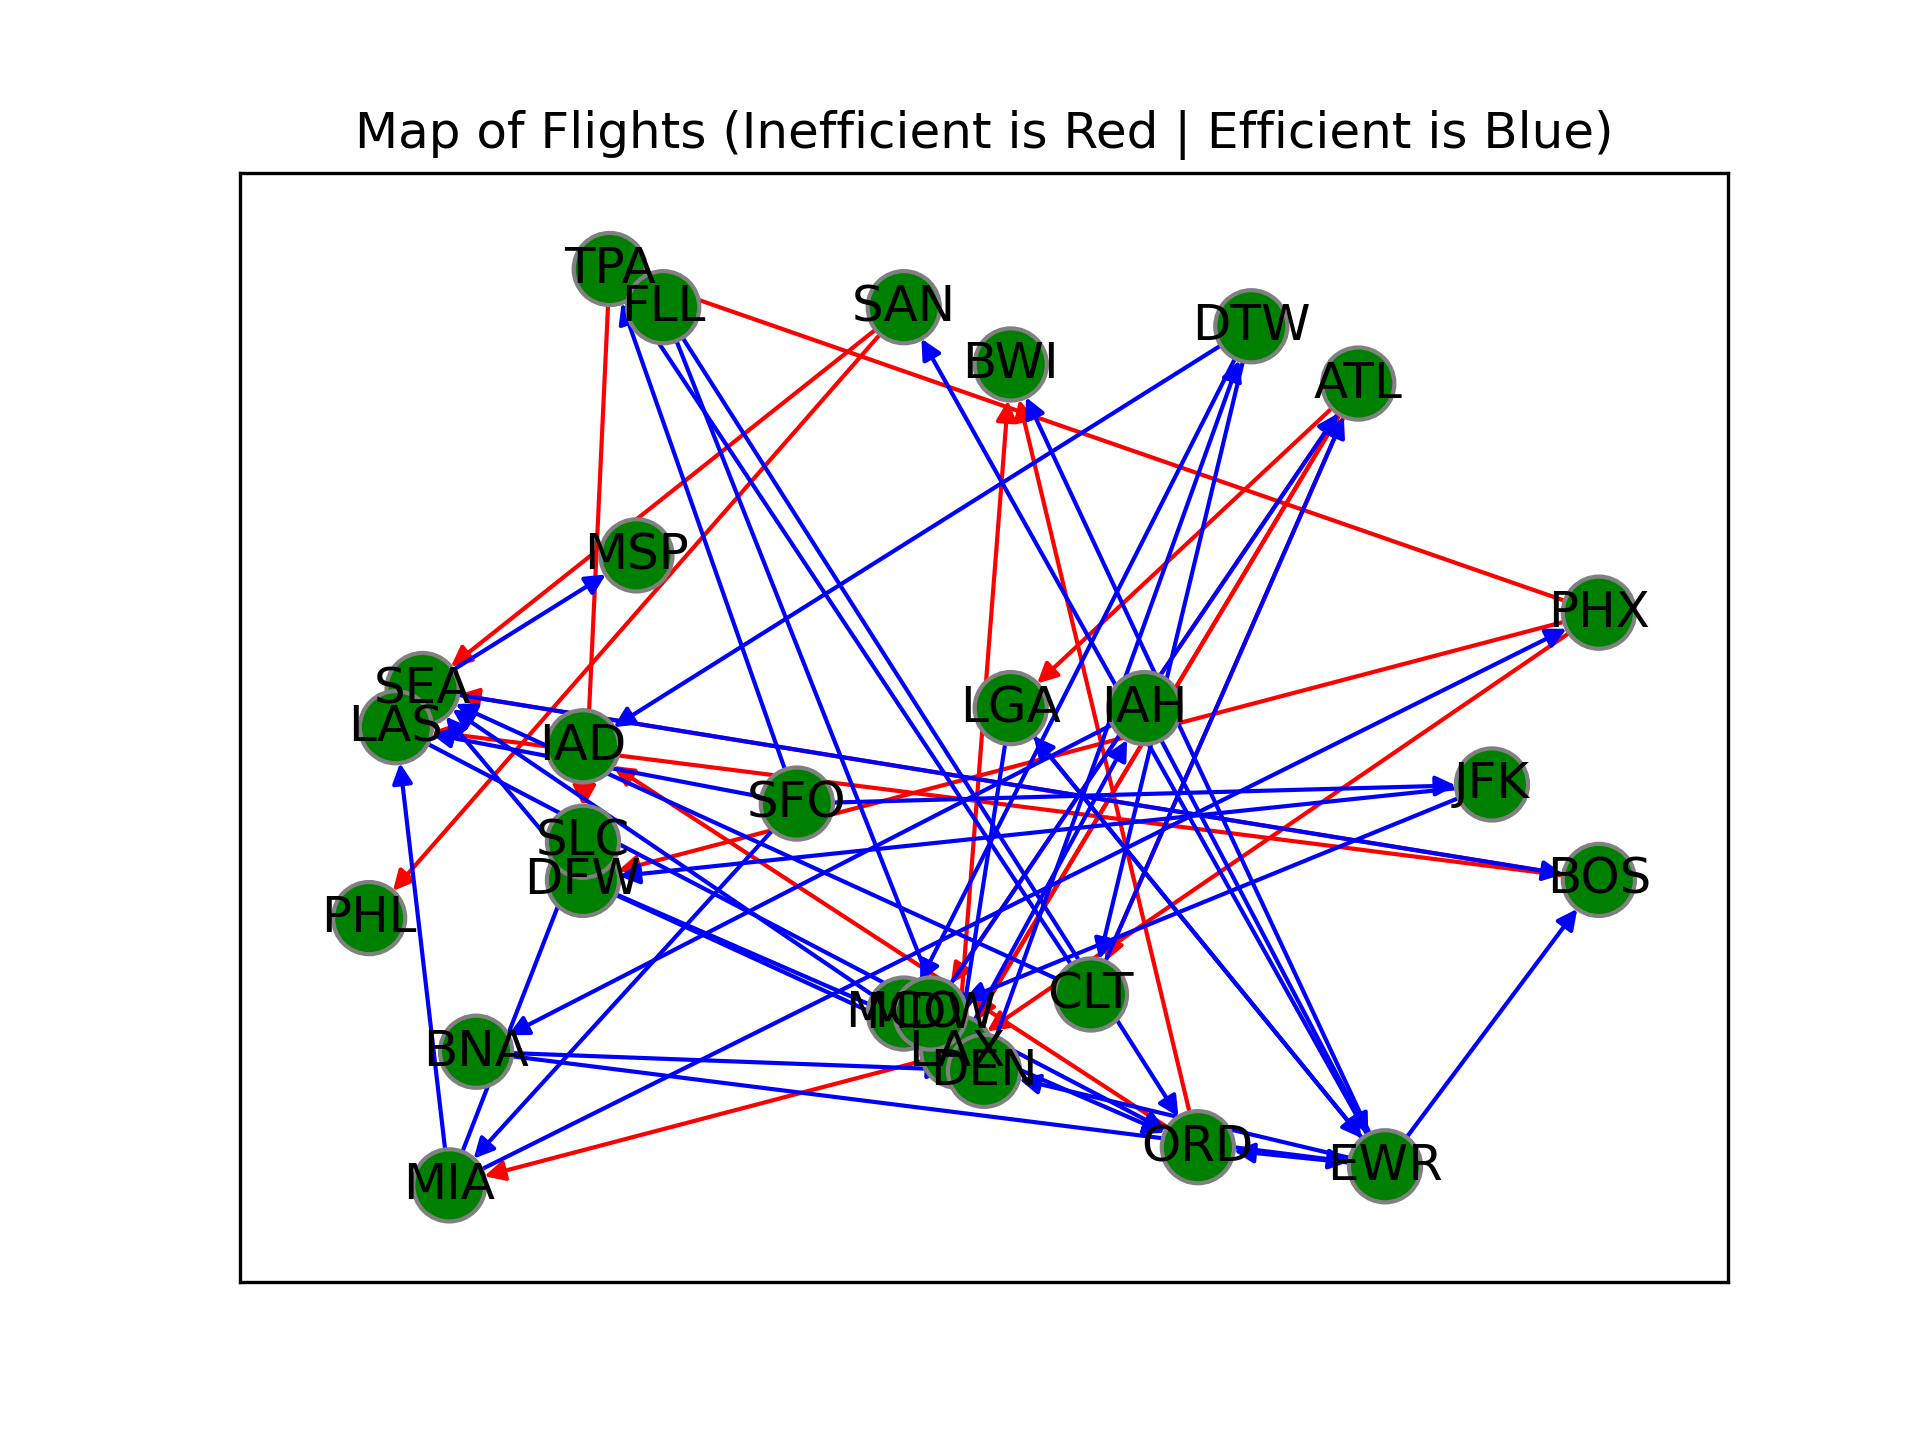 Map of Flights (Inefficient is Red | Efficient is Blue)
TPA
FLL
SAN
DTW
BWI
ATL
MSP
PHX
SEA
LAS
LGA
IAH
IAD
JFK
SFO
SLC
DFW
BOS
PHL
CLT
MCO
MDW
BNA
LAX
DEN
ORD
EWR
MIA